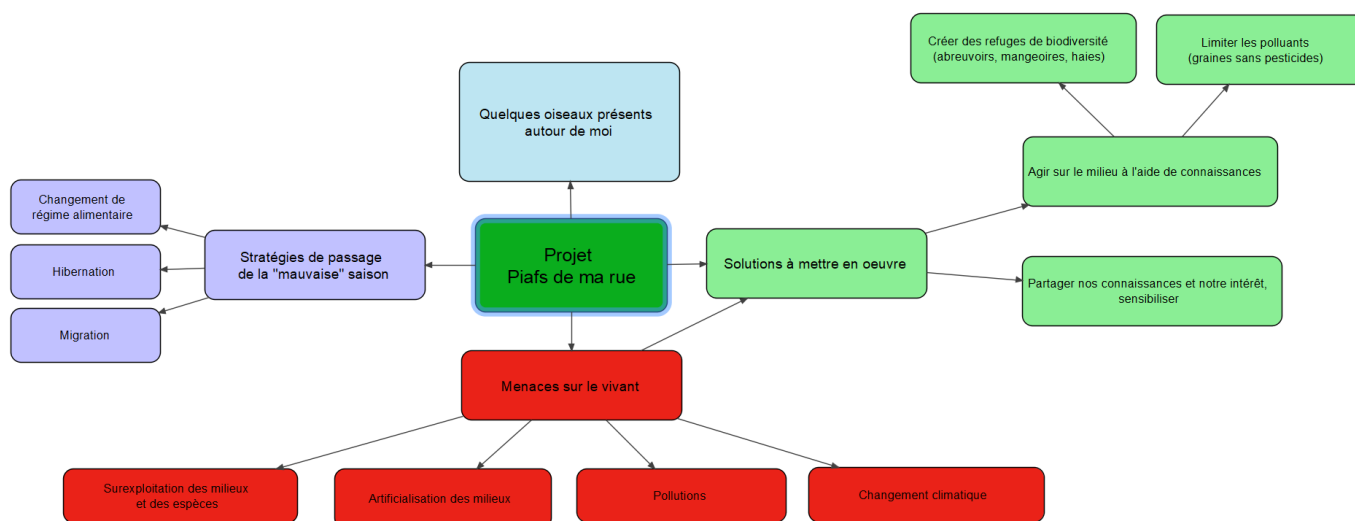 Créer des refuges de biodiversité
(abreuvoirs, mangeoires, haies)
Limiter les polluants
(graines sans pesticides)
Quelques oiseaux présents
autour de moi
Agir sur le milieu à l'aide de connaissances
Changement de
régime alimentaire
Hibernation
Migration
Stratégies de passage
de la "mauvaise" saison
Projet
Piafs de ma rue
Solutions à mettre en oeuvre
Partager nos connaissances et notre intérêt,
sensibiliser
Menaces sur le vivant
Surexploitation des milieux
et des espèces
Artificialisation des milieux
Pollutions
Changement climatique